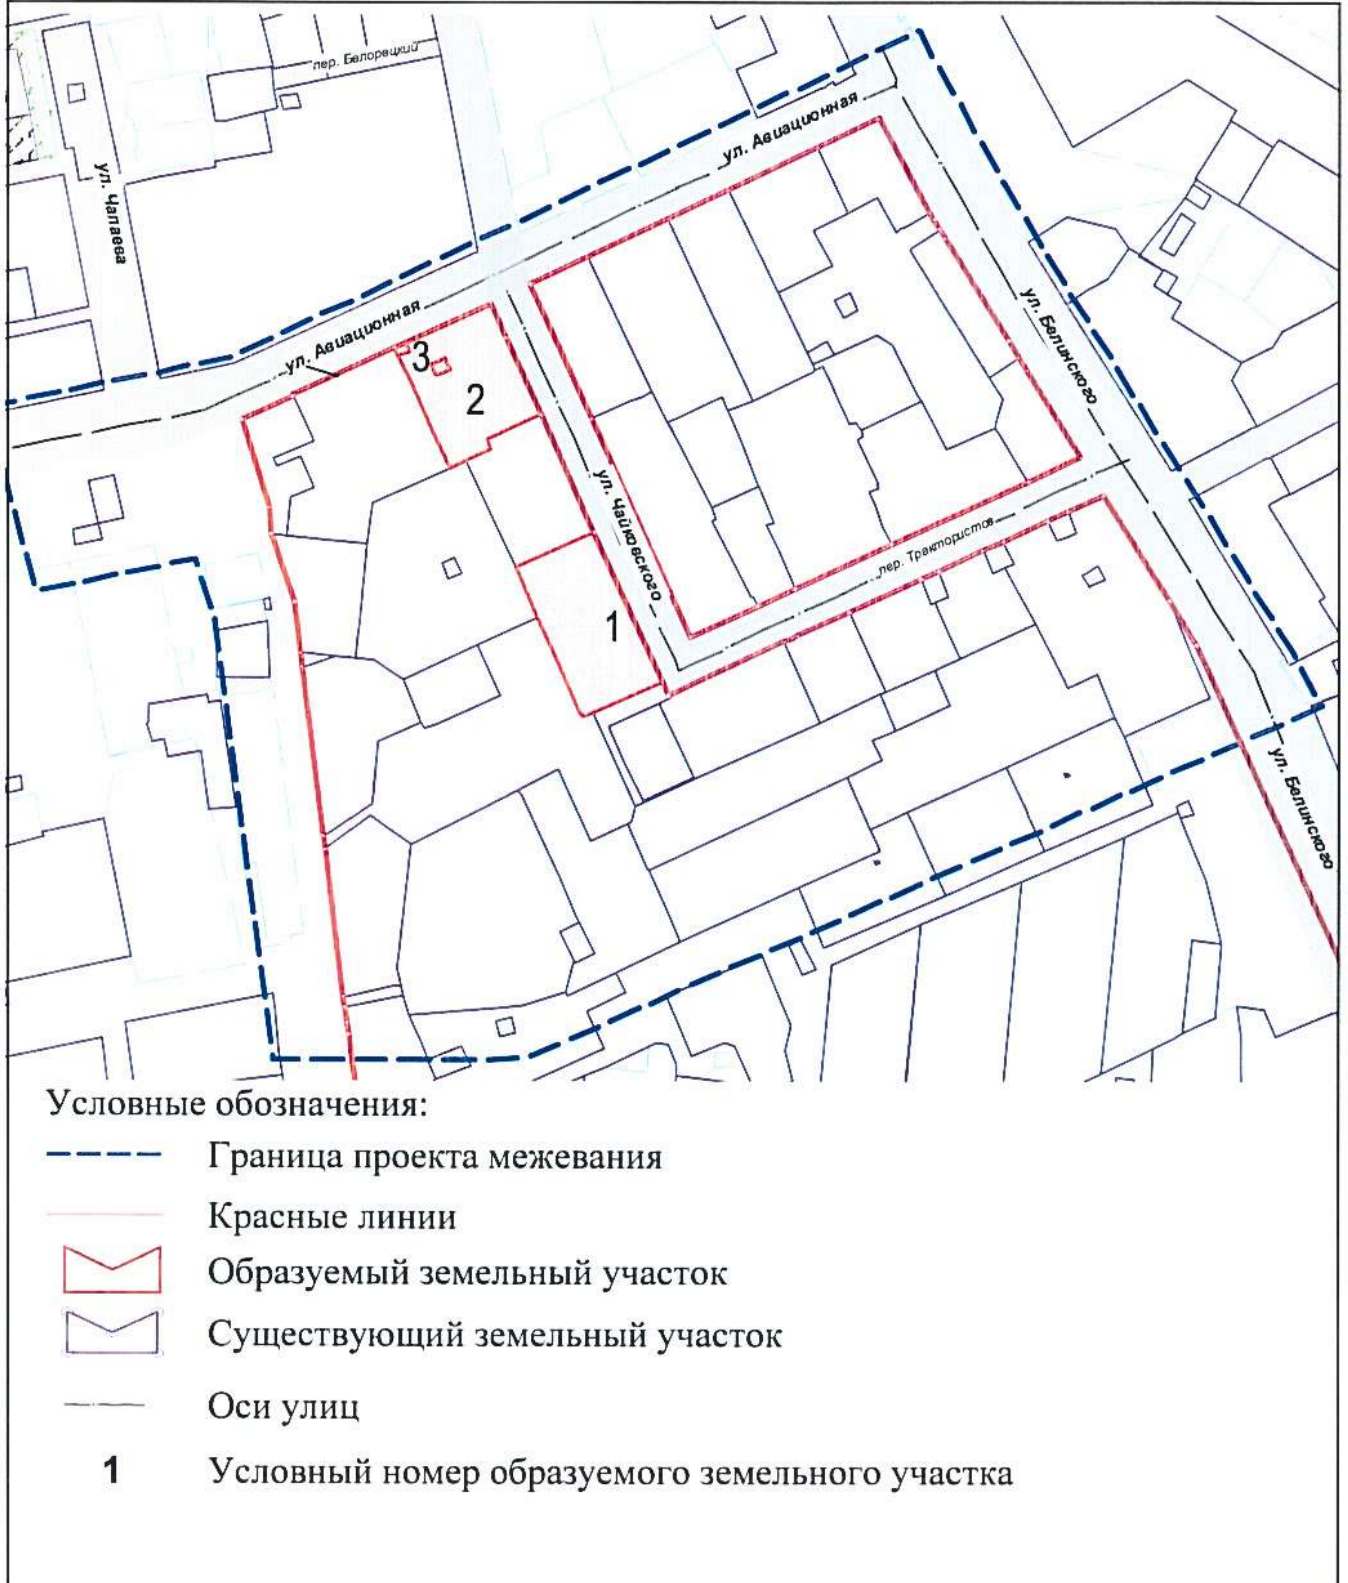 пер. Белорецкий
ул. Авиационная
ул. Чапаева
ул. Авиационная
ул. Белинского
3
2
ул. Чайковского
пер. Трактористов
1
ул. Белинского
Условные обозначения:
Граница проекта межевания
Красные линии
Образуемый земельный участок
Существующий земельный участок
Оси улиц
1 Условный номер образуемого земельного участка